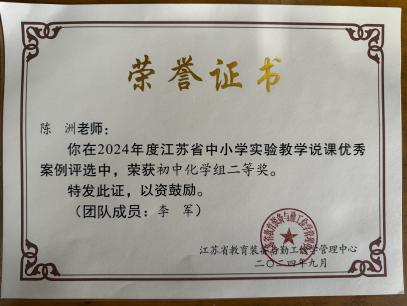 荣誉证书
陈 洲老师：
你在2024年度江苏省中小学实验教学说课优秀
案例评选中，荣获初中化学组二等奖。
特发此证，以资鼓励。
（团队成员：李 军）
江苏省教育装备与勤工俭学管理中心
二〇二四年九月